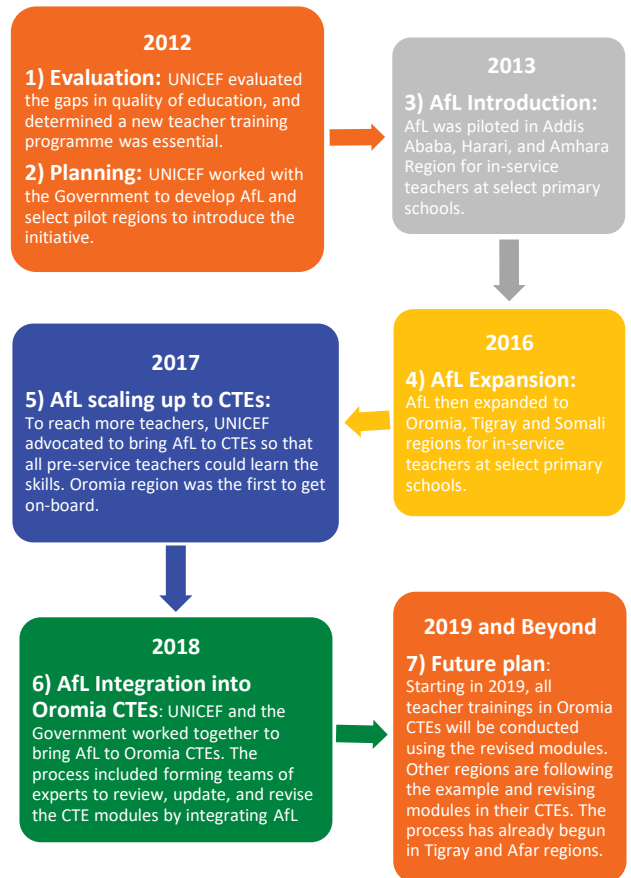 2012
1) Evaluation: UNICEF evaluated
the gaps in quality of education, and
determined a new teacher training
programme was essential.
2) Planning: UNICEF worked with
the Government to develop AfL and
select pilot regions to introduce the
initiative.
2013
3) AfL Introduction:
AfL was piloted in Addis
Ababa, Harari, and Amhara
Region for in-service
teachers at select primary
schools.
2016
4) AfL Expansion:
AfL then expanded to
Oromia, Tigray and Somali
regions for in-service
teachers at select primary
schools.
2017
5) AfL scaling up to CTEs:
To reach more teachers, UNICEF
advocated to bring AfL to CTEs so that
all pre-service teachers could learn the
skills. Oromia region was the first to get
on-board.
2018
6) AfL Integration into
Oromia CTEs: UNICEF and the
Government worked together to
bring AfL to Oromia CTEs. The
process included forming teams of
experts to review, update, and revise
the CTE modules by integrating AfL
2019 and Beyond
7) Future plan:
Starting in 2019, all
teacher trainings in Oromia
CTEs will be conducted
using the revised modules.
Other regions are following
the example and revising
modules in their CTEs. The
process has already begun
in Tigray and Afar regions.